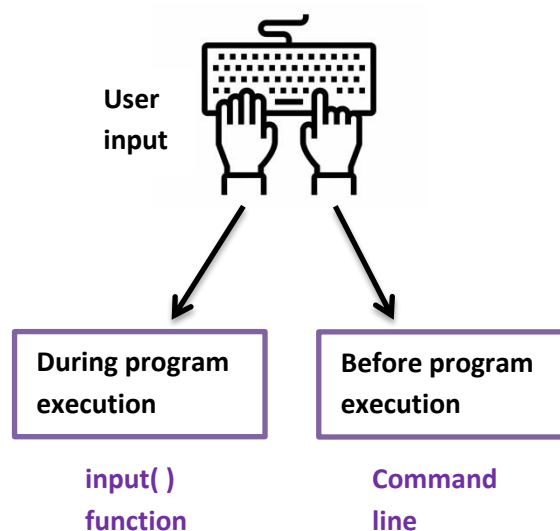 User
input
During program
execution
Before program
execution
input( )
function
Command
line